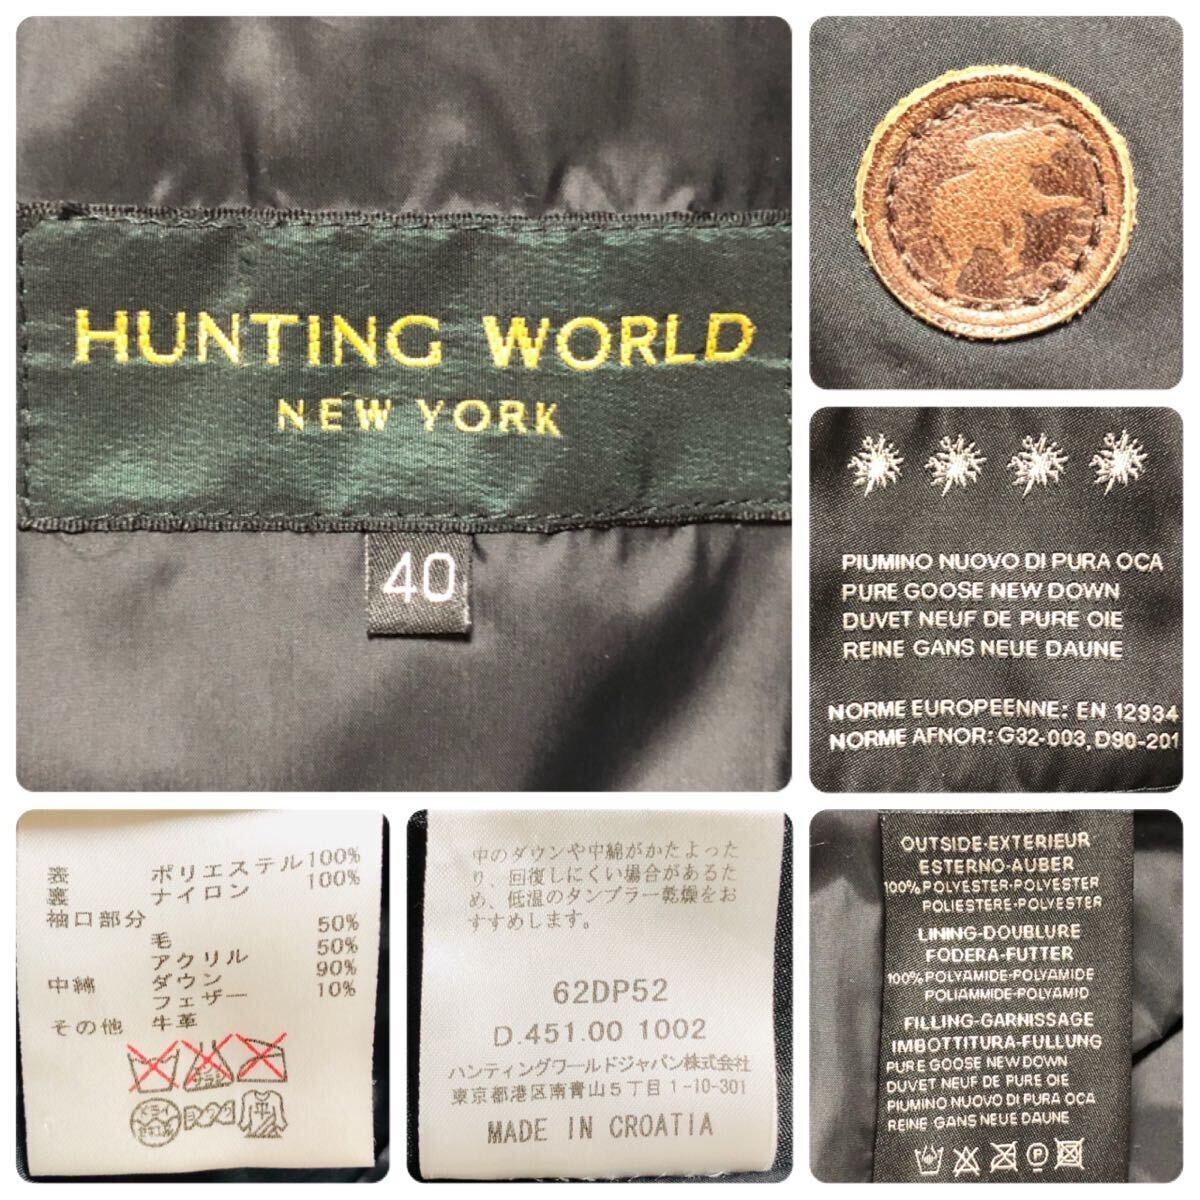 HUNTING WORLD
NEW YORK
40
PIUMINO NUOVO DI PURA OCA
PURE GOOSE NEW DOWN
DUVET NEUF DE PURE OIE
REINE GANS NEUE DAUNE
NORME EUROPEENNE: EN 12934
NORME AFNOR: G32-003, D90-201
表 ポリエステル 100%
裏 ナイロン 100%
袖口部分
毛 50%
アクリル 50%
中綿 ダウン 90%
フェザー 10%
その他 牛革
ドライ
セキユ系
中のダウンや中綿がかたよった
り、回復しにくい場合があるた
め、低温のタンブラー乾燥をお
すすめします。
62DP52
D.451.00 1002
ハンティングワールドジャパン株式会社
東京都港区南青山5丁目1-10-301
MADE IN CROATIA
OUTSIDE-EXTERIEUR
ESTERNO-AUBER
100% POLYESTER-POLYESTER
POLIESTERE-POLYESTER
LINING-DOUBLURE
FODERA-FUTTER
100% POLYAMIDE-POLYAMIDE
POLIAMMIDE-POLYAMID
FILLING-GARNISSAGE
IMBOTTITURA-FULLUNG
PURE GOOSE NEW DOWN
DUVET NEUF DE PURE OIE
PIUMINO NUOVO DI PURA OCA
REINE GANS NEUE DAUNE
P